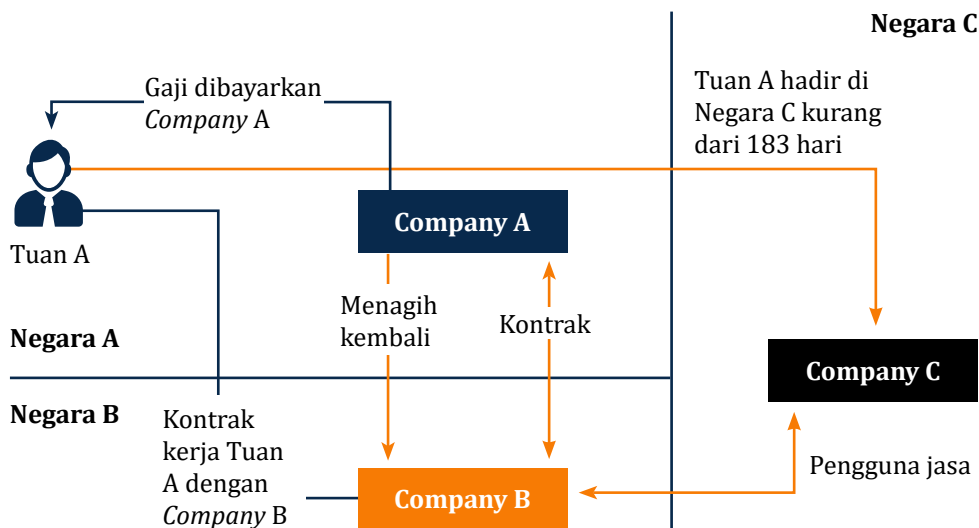 Negara C
Gaji dibayarkan
Company A
Tuan A hadir di
Negara C kurang
dari 183 hari
Tuan A
Company A
Menagih
kembali
Kontrak
Negara A
Company C
Negara B
Kontrak
kerja Tuan
A dengan
Company B
Company B
Pengguna jasa